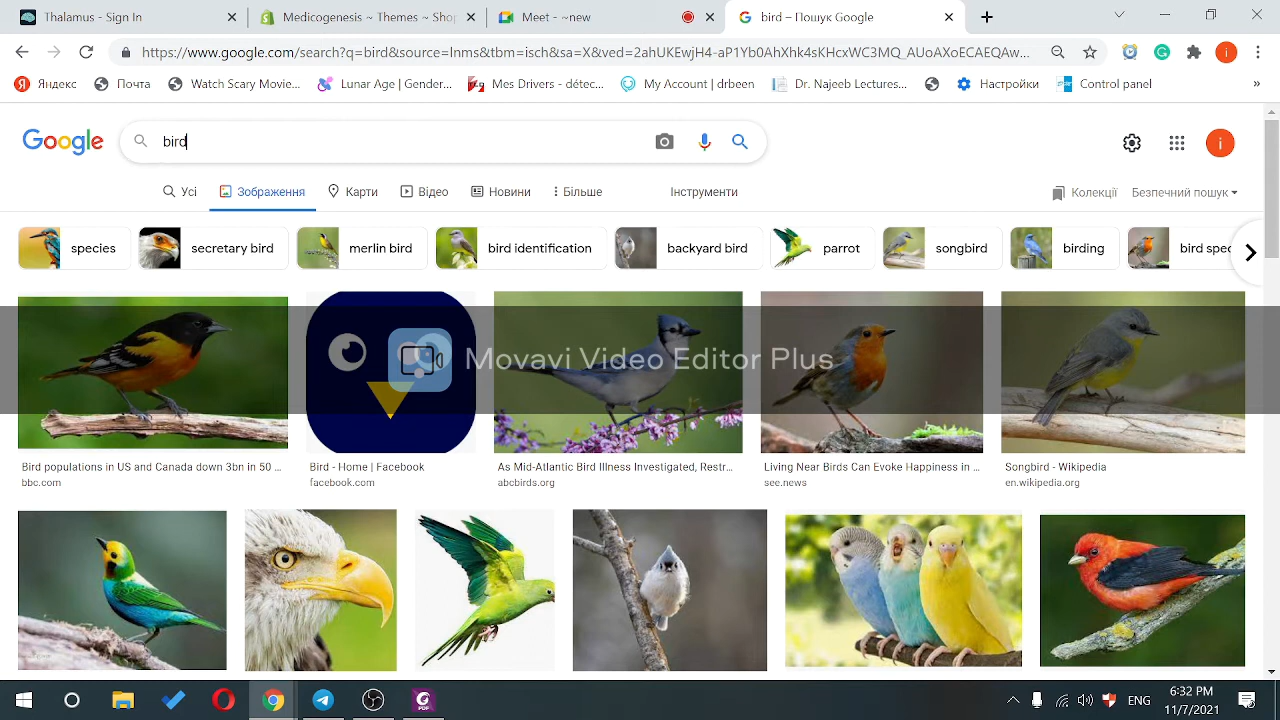 Thalamus - Diencephalon
Medicregenesis ~ Themes ~ Shop
Meet - -new
bird – Пошук Google
https://www.google.com/search?q=bird&source=lnms&tbm=isch&sa=X&ved=2ahUKEwjH4-aP1Yb0AhXhk4sKHcxWC3MQ_AUoAXoECAEQAw...
Яндекс
Почта
Watch Scary Movie...
LunarAge | Gender...
Mes Drivers - détec...
My Account | drbeen
Dr. Najeeb Lectures...
Настройки
Control panel
»
Google
bird
i
Усі
Зображення
Карти
Відео
Новини
Більше
Інструменти
Колекції
Безпечний пошук
species
secretary bird
merlin bird
bird identification
backyard bird
parrot
songbird
birding
bird spec
Movavi Video Editor Plus
Bird populations in US and Canada down 3bn in 50 ...
bbc.com
Bird - Home | Facebook
facebook.com
As Mid-Atlantic Bird Illness Investigated, Restr...
abcbirds.org
Living Near Birds Can Evoke Happiness in ...
see.news
Songbird - Wikipedia
en.wikipedia.org
ENG
6:32 PM
11/7/2021